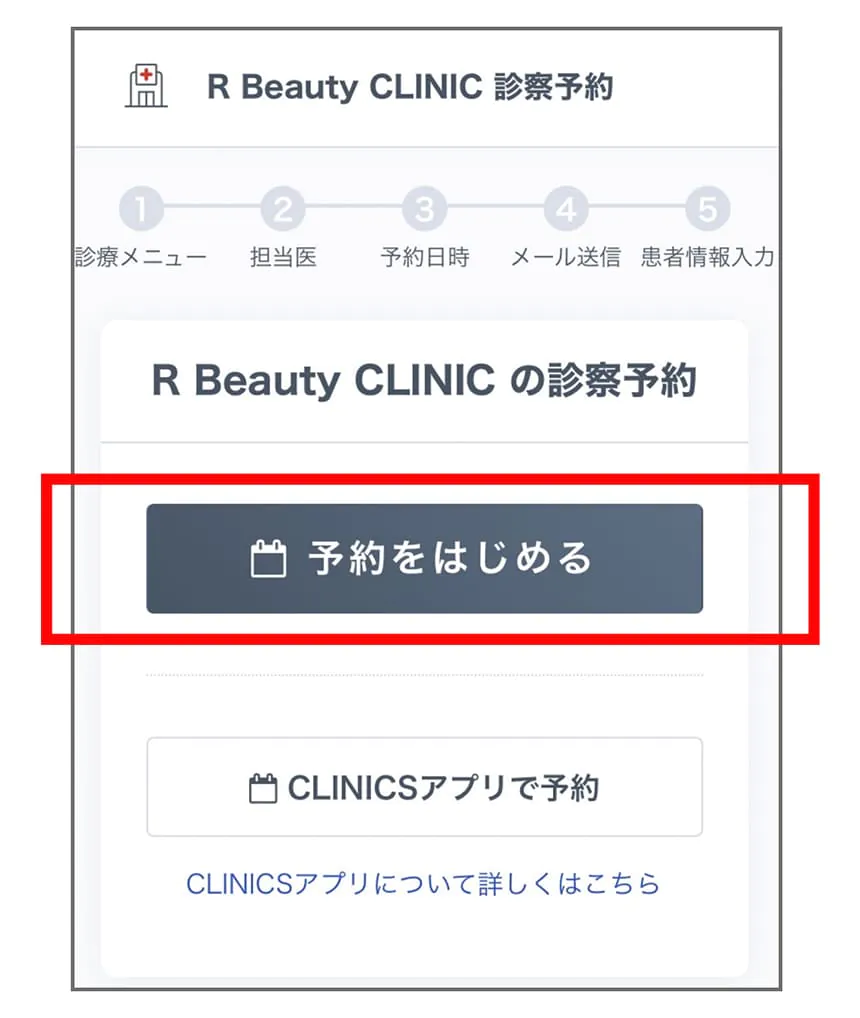 R Beauty CLINIC 診察予約
1 2 3 4 5
診療メニュー 担当医 予約日時 メール送信 患者情報入力
R Beauty CLINIC の診察予約
予約をはじめる
CLINICSアプリで予約
CLINICSアプリについて詳しくはこちら